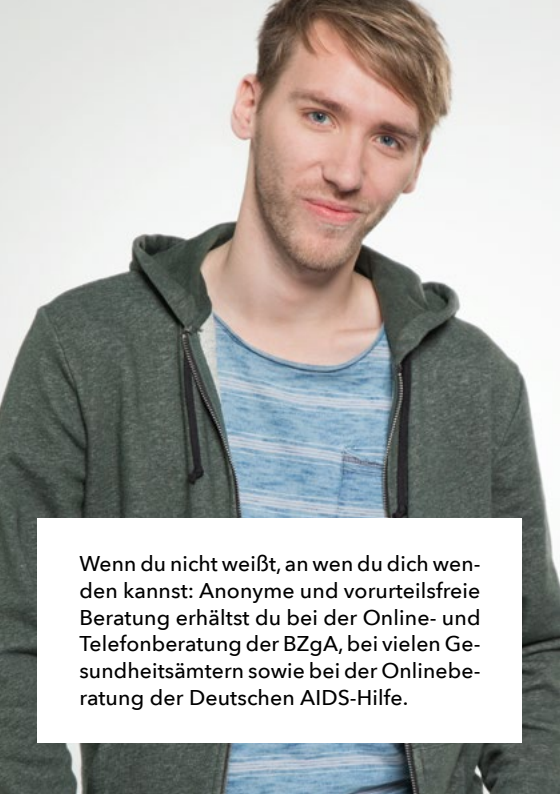 Wenn du nicht weißt, an wen du dich wen-
den kannst: Anonyme und vorurteilsfreie
Beratung erhältst du bei der Online- und
Telefonberatung der BZgA, bei vielen Ge-
sundheitsämtern sowie bei der Onlinebe-
ratung der Deutschen AIDS-Hilfe.